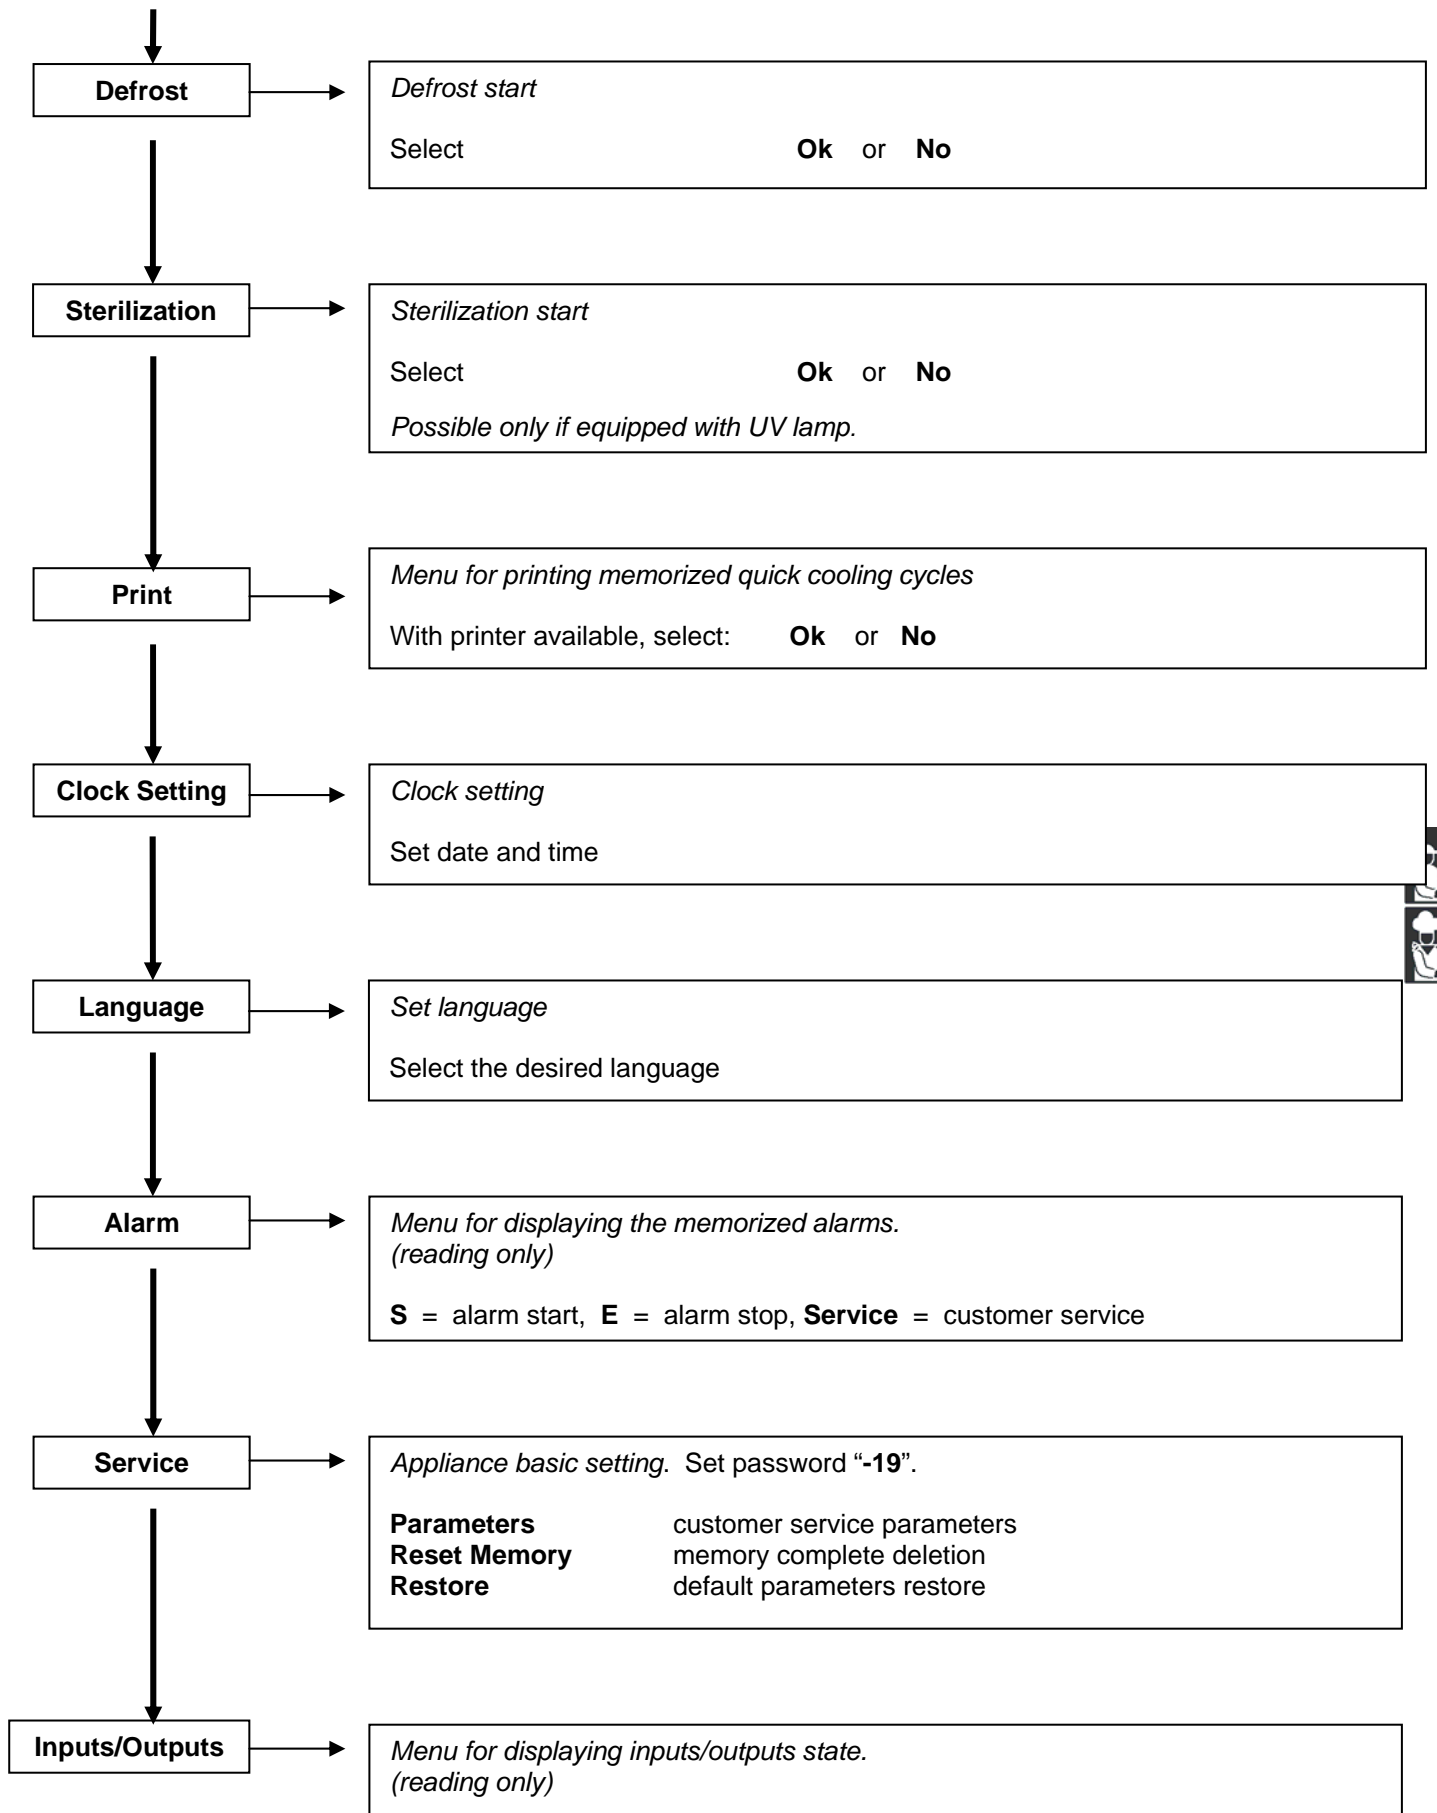 Defrost
Defrost start
Select Ok or No
Sterilization
Sterilization start
Select Ok or No
Possible only if equipped with UV lamp.
Print
Menu for printing memorized quick cooling cycles
With printer available, select: Ok or No
Clock Setting
Clock setting
Set date and time
Language
Set language
Select the desired language
Alarm
Menu for displaying the memorized alarms.
(reading only)
S = alarm start, E = alarm stop, Service = customer service
Service
Appliance basic setting. Set password “-19”.
Parameters customer service parameters
Reset Memory memory complete deletion
Restore default parameters restore
Inputs/Outputs
Menu for displaying inputs/outputs state.
(reading only)